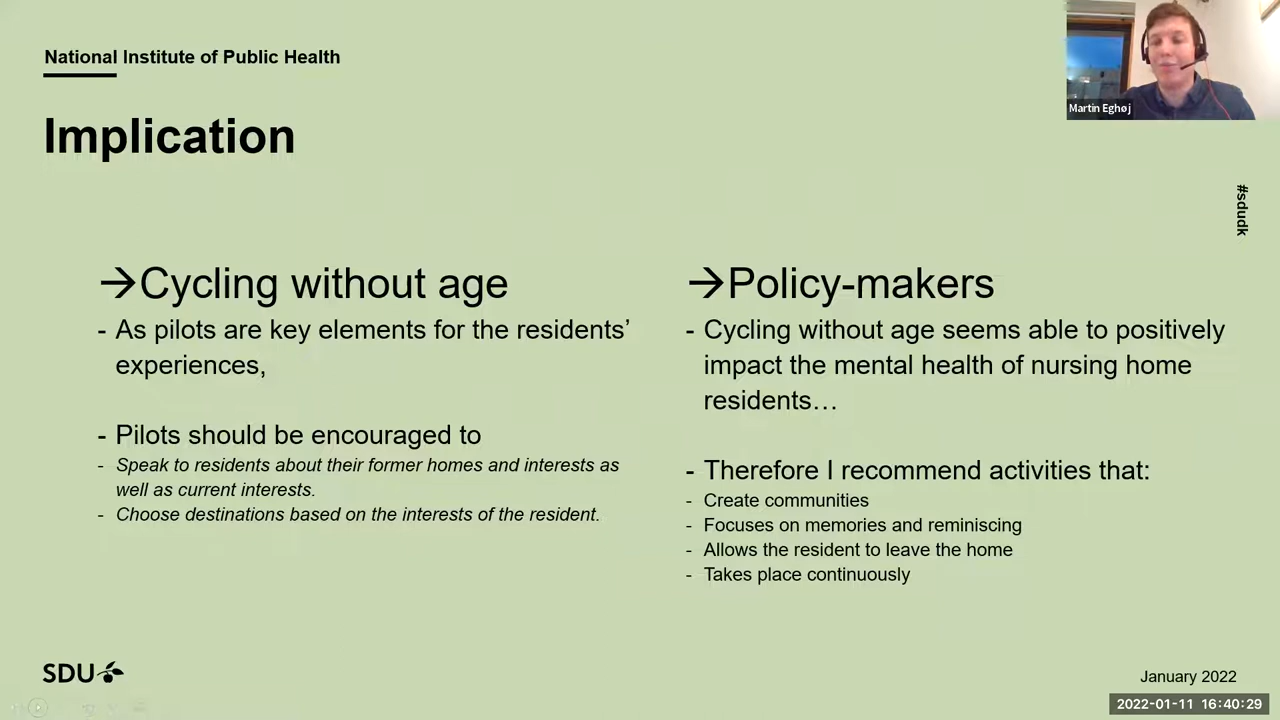 National Institute of Public Health
Implication
Martin Eghøj
#sdudk
→Cycling without age
- As pilots are key elements for the residents’
experiences,
- Pilots should be encouraged to
- Speak to residents about their former homes and interests as
well as current interests.
- Choose destinations based on the interests of the resident.
→Policy-makers
- Cycling without age seems able to positively
impact the mental health of nursing home
residents…
- Therefore I recommend activities that:
- Create communities
- Focuses on memories and reminiscing
- Allows the resident to leave the home
- Takes place continuously
SDU
January 2022
2022-01-11 16:40:29